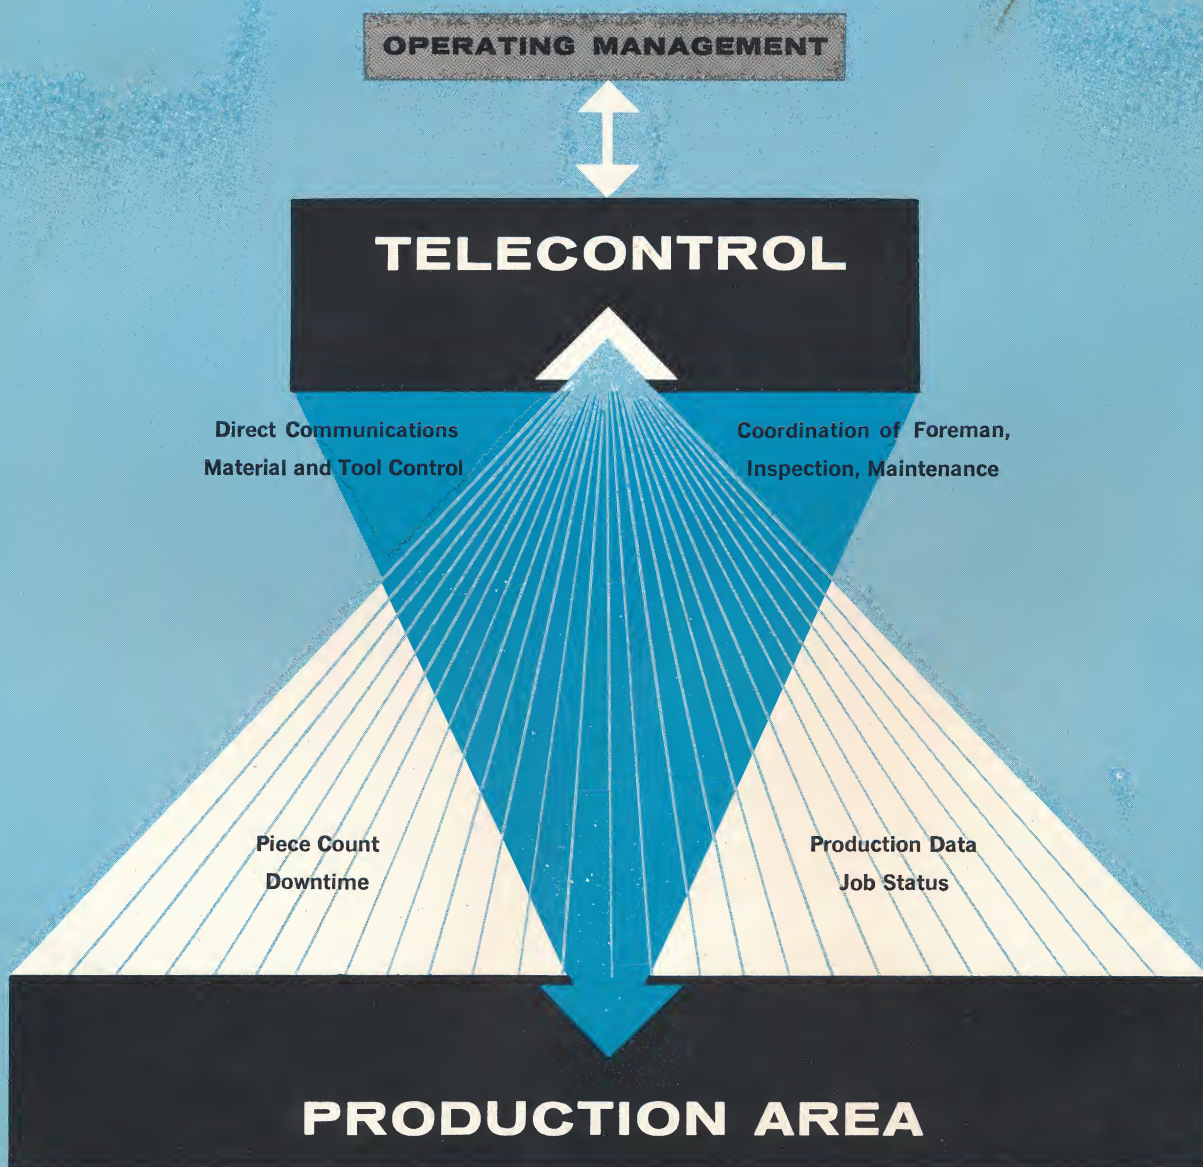 OPERATING MANAGEMENT
TELECONTROL
Direct Communications
Material and Tool Control
Coordination of Foreman,
Inspection, Maintenance
Piece Count
Downtime
Production Data
Job Status
PRODUCTION AREA